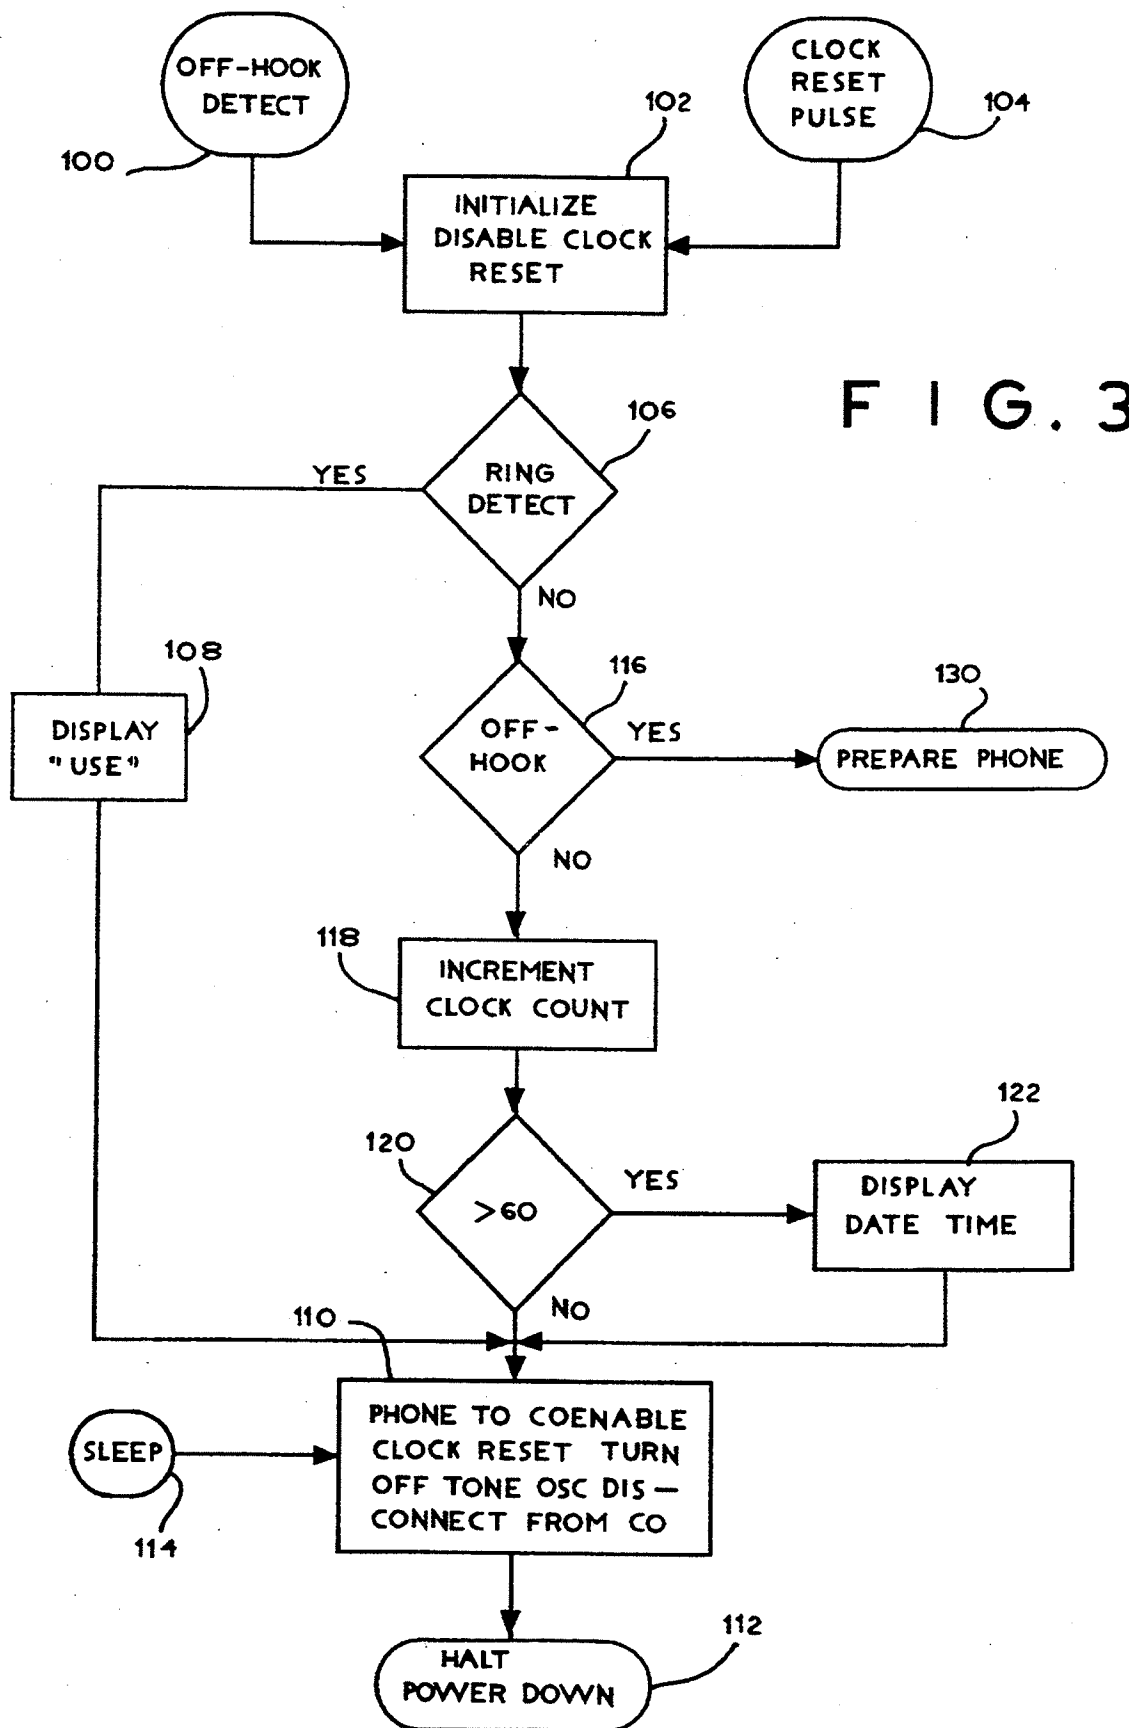 OFF-HOOK
DETECT
100
CLOCK
RESET
PULSE
104
102
INITIALIZE
DISABLE CLOCK
RESET
FIG. 3
106
RING
DETECT
YES
NO
108
DISPLAY
"USE"
116
OFF-
HOOK
YES
130
PREPARE PHONE
NO
118
INCREMENT
CLOCK COUNT
120
>60
YES
122
DISPLAY
DATE TIME
NO
110
PHONE TO COENABLE
CLOCK RESET TURN
OFF TONE OSC DIS-
CONNECT FROM CO
SLEEP
114
HALT
POWER DOWN
112